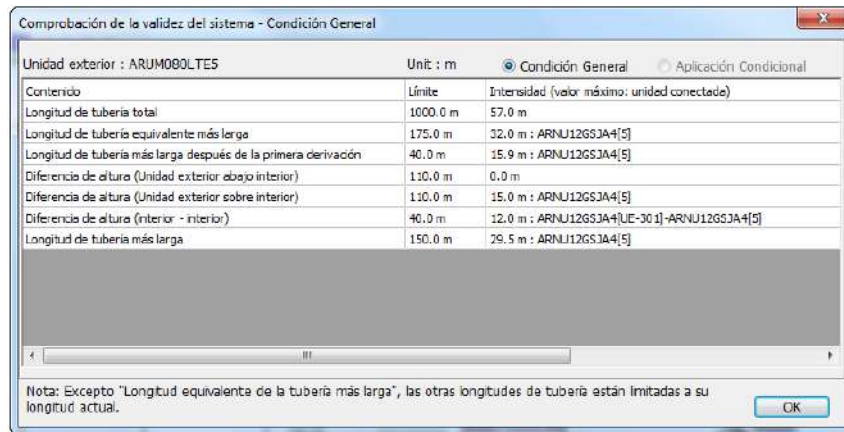 Comprobación de la validez del sistema - Condición General
Unidad exterior : ARUM080LTE5 Unit : m Condición General Aplicación Condicional
Contenido Límite Intensidad (valor máximo: unidad conectada)
Longitud de tubería total 1000.0 m 57.0 m
Longitud de tubería equivalente más larga 175.0 m 32.0 m : ARNU12GSJA4[5]
Longitud de tubería más larga después de la primera derivación 40.0 m 15.9 m : ARNU12GSJA4[5]
Diferencia de altura (Unidad exterior abajo interior) 110.0 m 0.0 m
Diferencia de altura (Unidad exterior sobre interior) 110.0 m 15.0 m : ARNU12GSJA4[5]
Diferencia de altura (interior - interior) 40.0 m 12.0 m : ARNU12GSJA4[UE-301]-ARNU12GSJA4[5]
Longitud de tubería más larga 150.0 m 29.5 m : ARNU12GSJA4[5]
Nota: Excepto "Longitud equivalente de la tubería más larga", las otras longitudes de tubería están limitadas a su
longitud actual.
OK